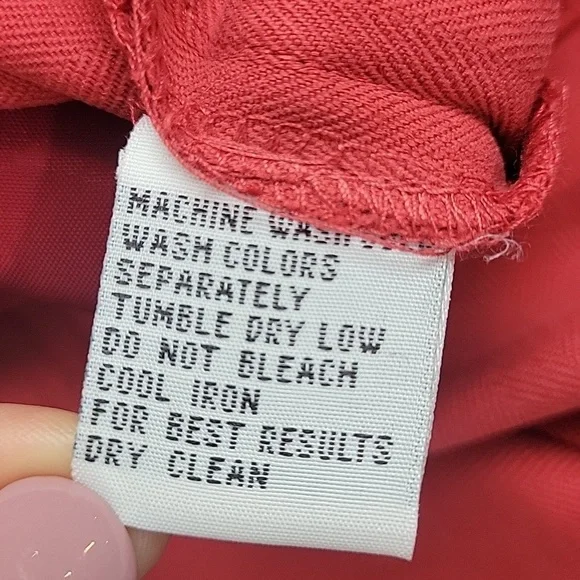 MACHINE WASH
WASH COLORS
SEPARATELY
TUMBLE DRY LOW
DO NOT BLEACH
COOL IRON
FOR BEST RESULTS
DRY CLEAN